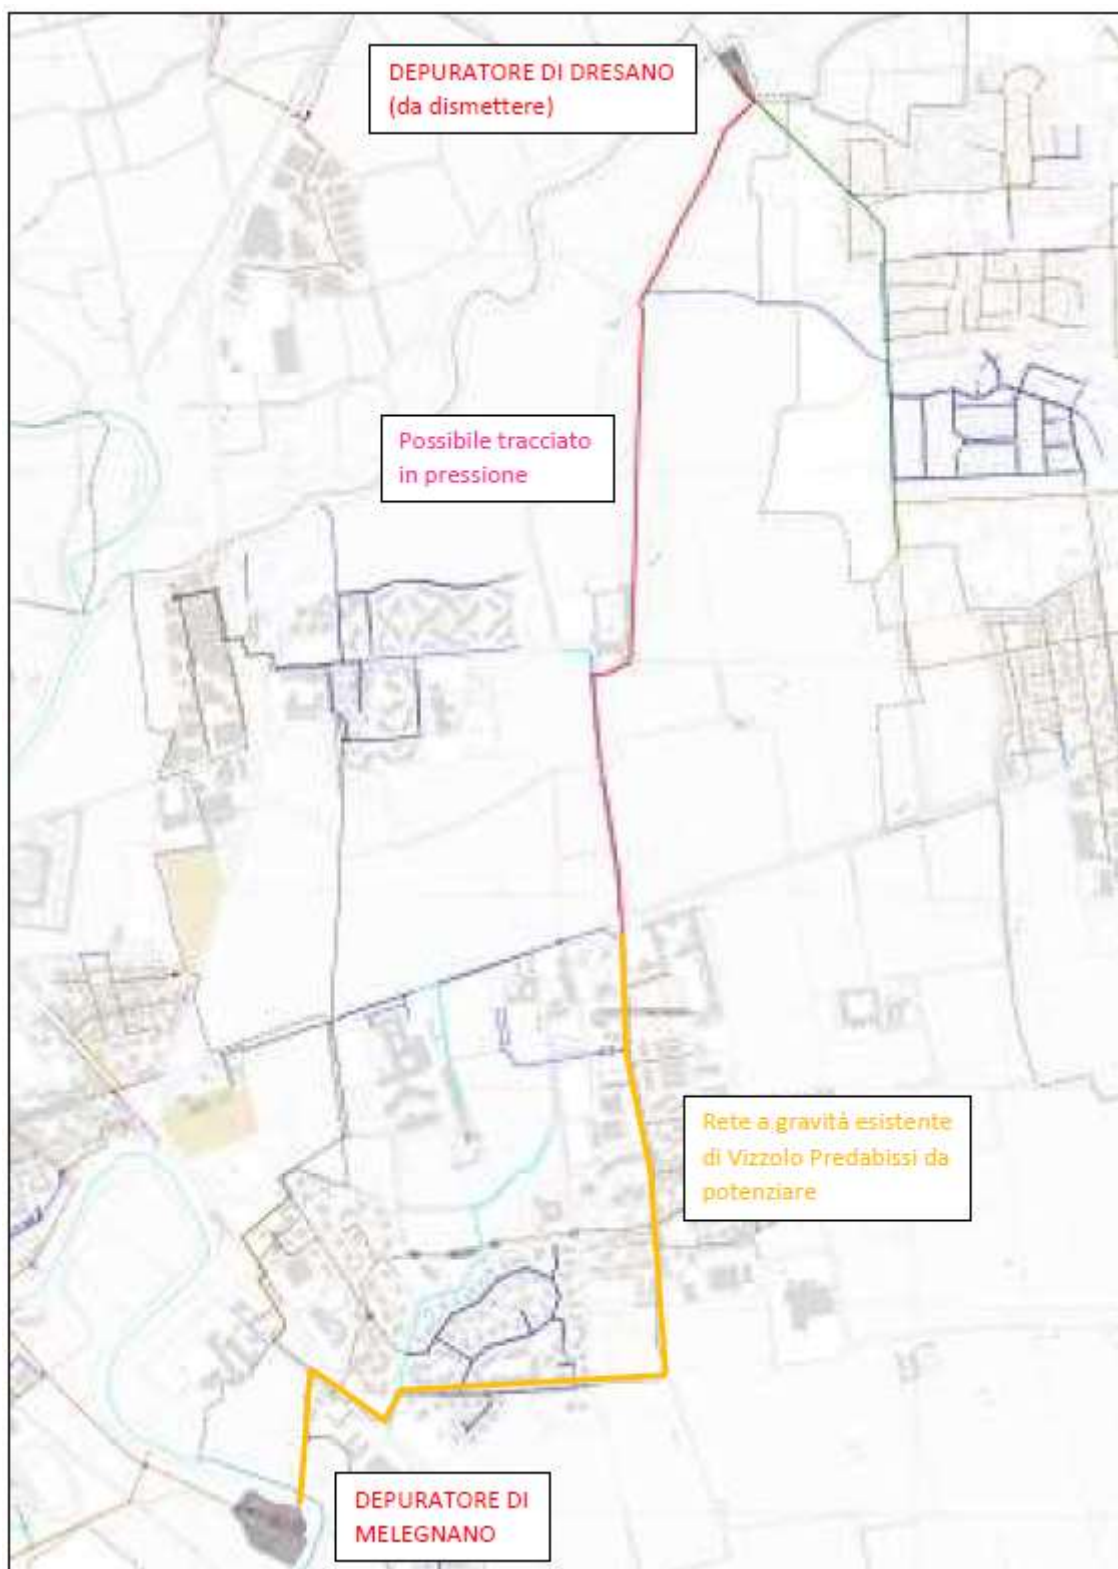 DEPURATORE DI DRESANO
(da dismettere)
Possibile tracciato
in pressione
Rete a gravità esistente
di Vizzolo Predabissi da
potenziare
DEPURATORE DI
MELEGNANO